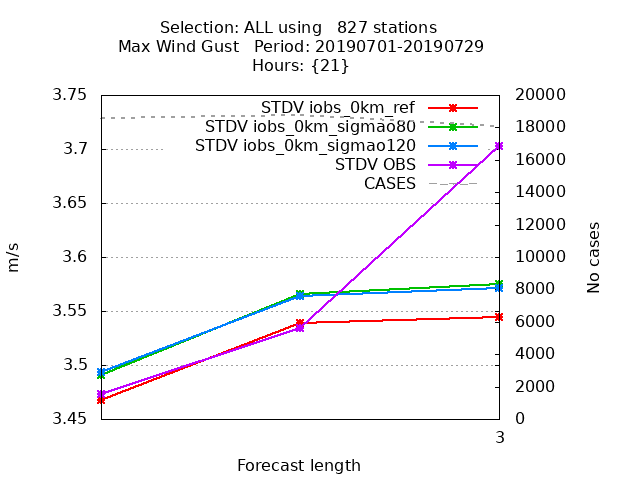 Selection: ALL using   827 stations
Max Wind Gust   Period: 20190701-20190729
Hours: {21}
STDV iobs_0km_ref
STDV iobs_0km_sigmao80
STDV iobs_0km_sigmao120
STDV OBS
CASES
3.75
3.7
3.65
3.6
3.55
3.5
3.45
m/s
20000
18000
16000
14000
12000
10000
8000
6000
4000
2000
0
No cases
3
Forecast length